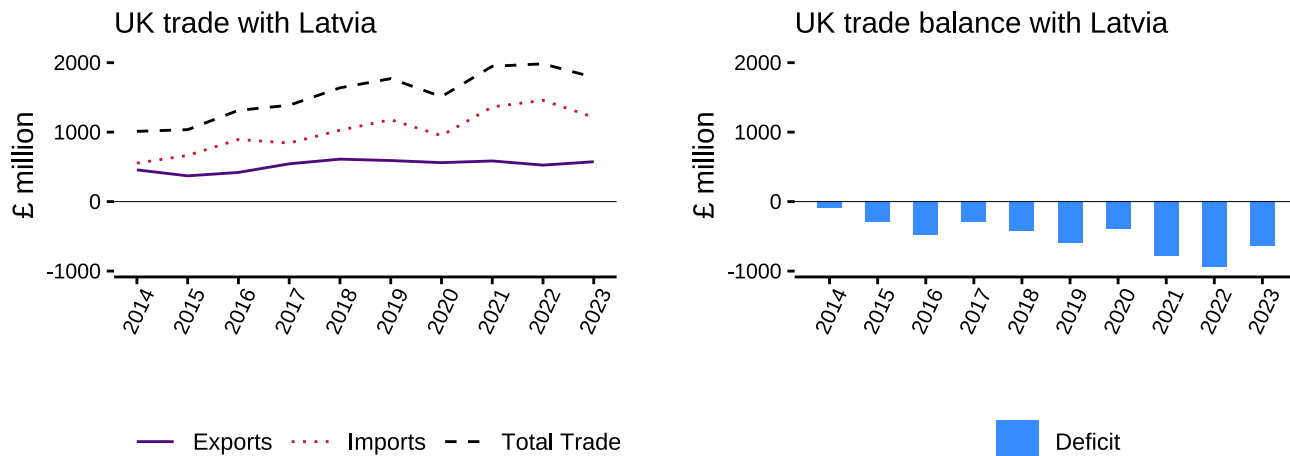 UK trade with Latvia
£ million
2000
1000
0
-1000
2014 2015 2016 2017 2018 2019 2020 2021 2022 2023
Exports Imports Total Trade
UK trade balance with Latvia
£ million
2000
1000
0
-1000
2014 2015 2016 2017 2018 2019 2020 2021 2022 2023
Deficit